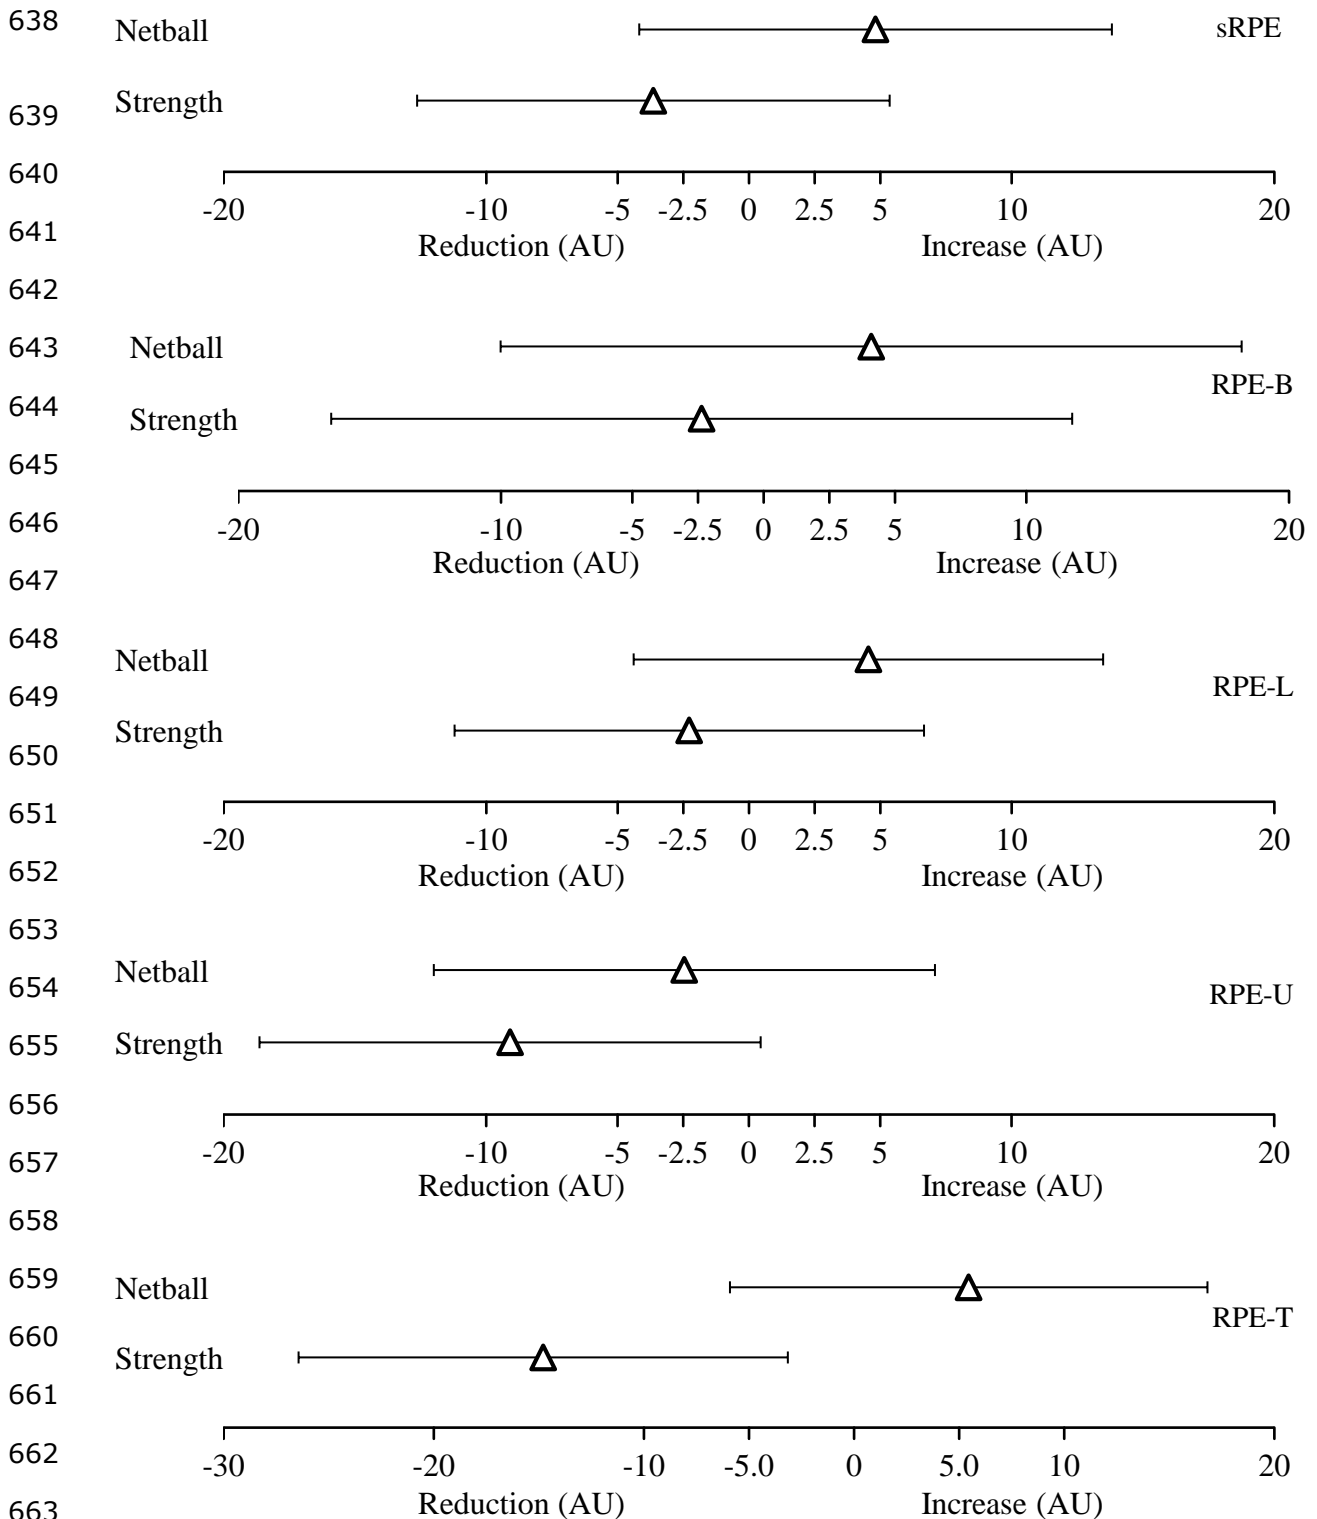 638 Netball sRPE
639 Strength
640
-20 -10 -5 -2.5 0 2.5 5 10 20
641 Reduction (AU) Increase (AU)
642
643 Netball
RPE-B
644 Strength
645
646 -20 -10 -5 -2.5 0 2.5 5 10 20
647 Reduction (AU) Increase (AU)
648 Netball
649 RPE-L
650 Strength
651
-20 -10 -5 -2.5 0 2.5 5 10 20
652 Reduction (AU) Increase (AU)
653
654 Netball
RPE-U
655 Strength
656
657 -20 -10 -5 -2.5 0 2.5 5 10 20
Reduction (AU) Increase (AU)
658
659 Netball
RPE-T
660 Strength
661
662 -30 -20 -10 -5.0 0 5.0 10 20
663 Reduction (AU) Increase (AU)